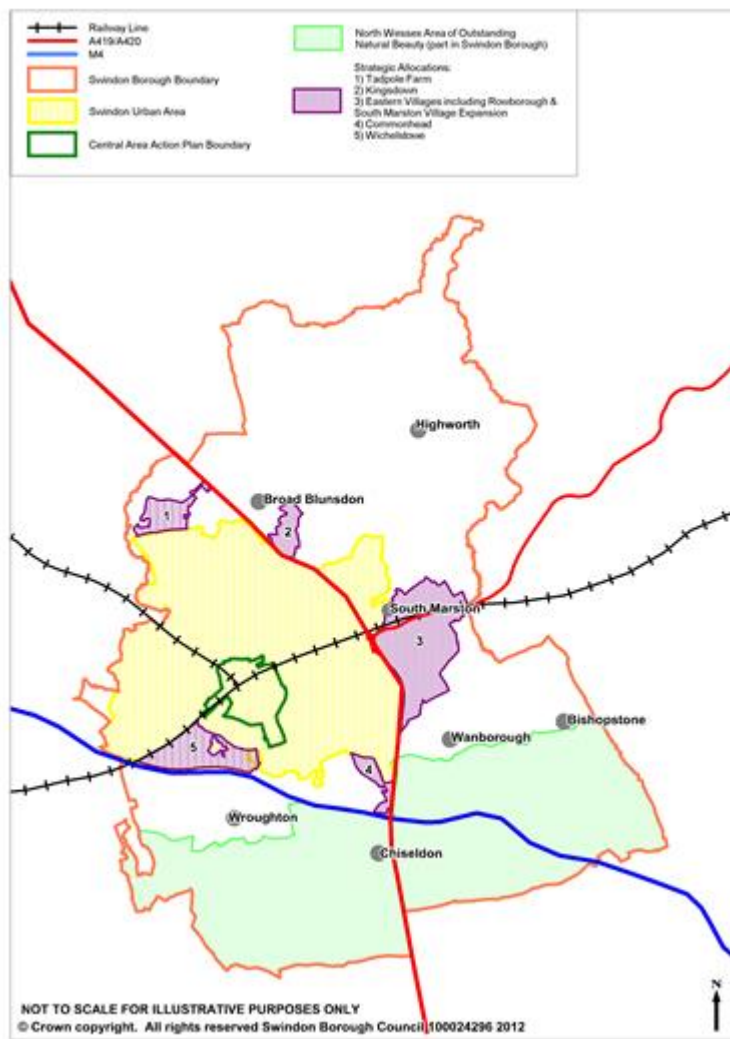 Railway Line
A419/A420
M4
Swindon Borough Boundary
Swindon Urban Area
Central Area Action Plan Boundary
North Wessex Area of Outstanding
Natural Beauty (part in Swindon Borough)
Strategic Allocations:
1) Tadpole Farm
2) Kingsdown
3) Eastern Villages including Rowborough &
South Marston Village Expansion
4) Commonhead
5) Wichelstowe
Highworth
Broad Blunsdon
1
2
South Marston
3
Bishopstone
Wanborough
5
4
Wroughton
Chiseldon
N
NOT TO SCALE FOR ILLUSTRATIVE PURPOSES ONLY
© Crown copyright. All rights reserved Swindon Borough Council 100024296 2012